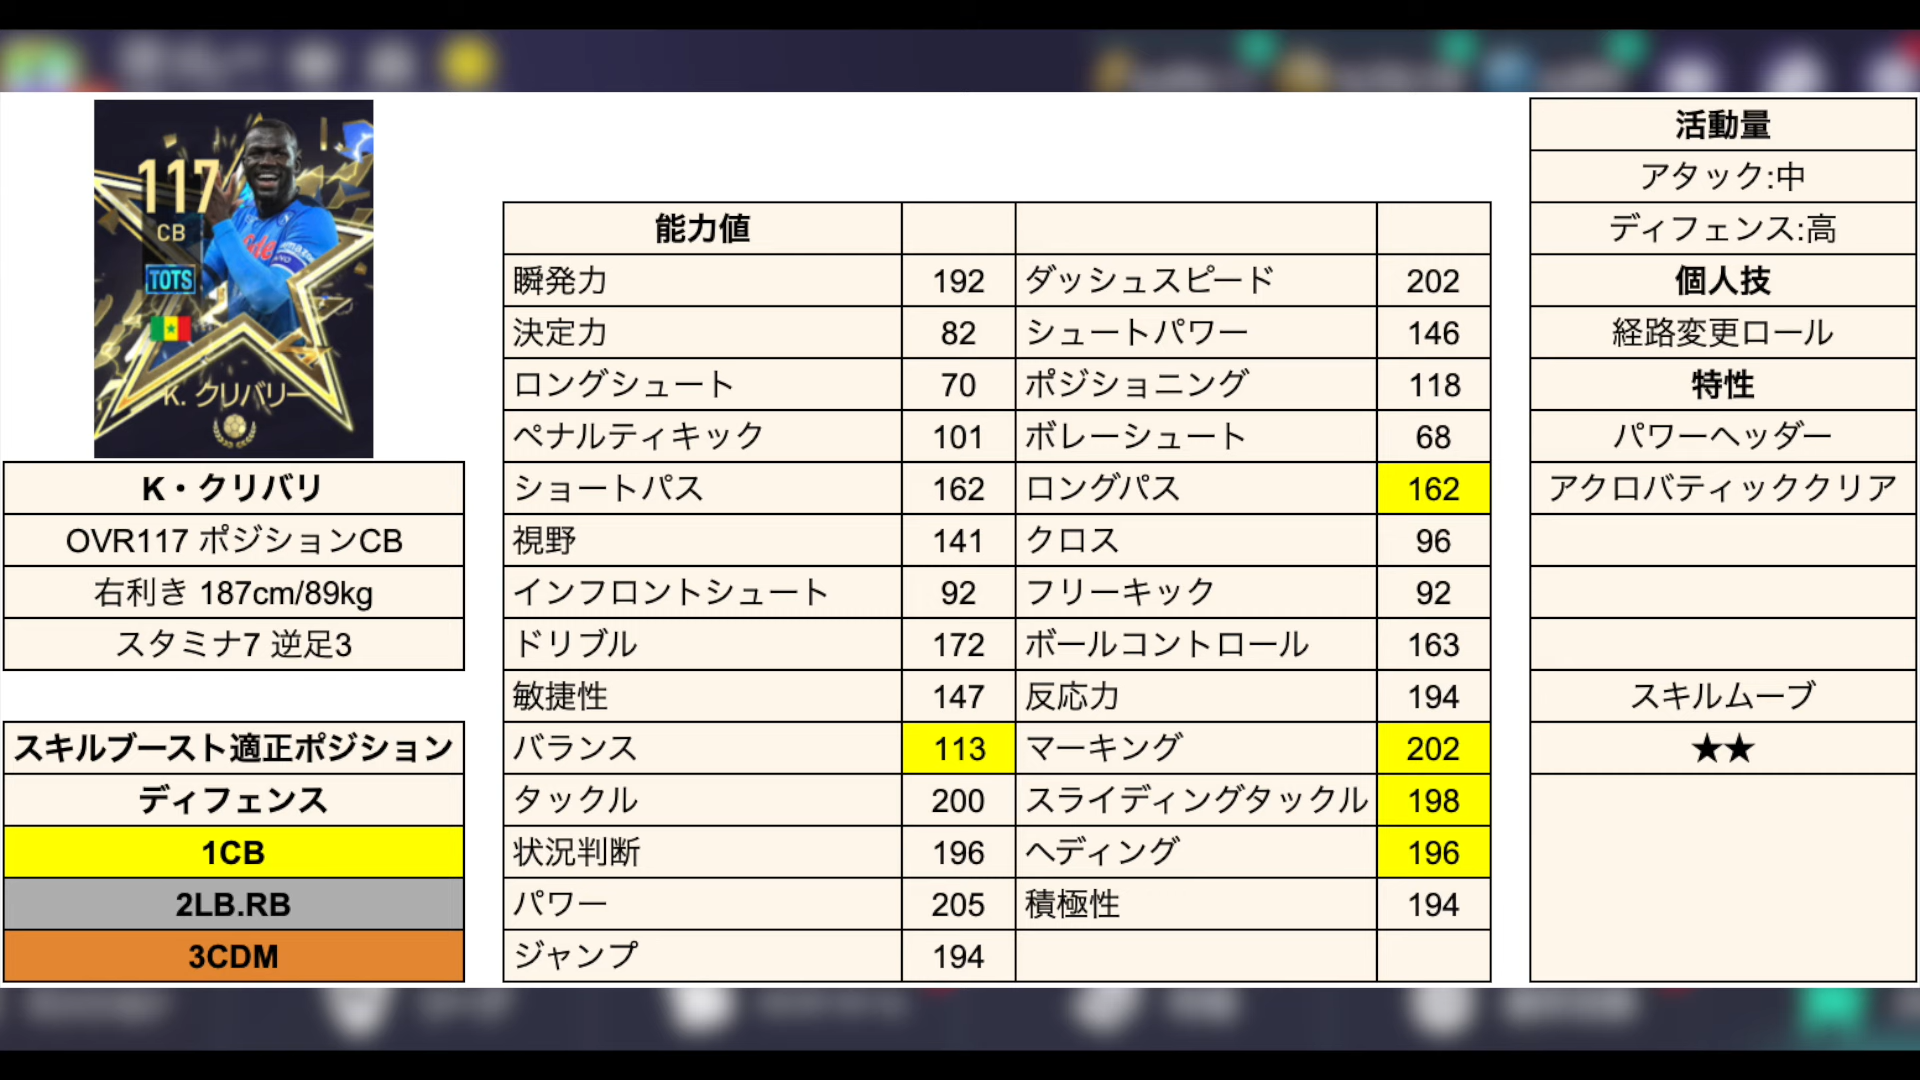 117
CB
TOTS
K. クリバリー
K・クリバリ
OVR117 ポジションCB
右利き 187cm/89kg
スタミナ7 逆足3
スキルブースト適正ポジション
ディフェンス
1CB
2LB.RB
3CDM
能力値
瞬発力 192 ダッシュスピード 202
決定力 82 シュートパワー 146
ロングシュート 70 ポジショニング 118
ペナルティキック 101 ボレーシュート 68
ショートパス 162 ロングパス 162
視野 141 クロス 96
インフロントシュート 92 フリーキック 92
ドリブル 172 ボールコントロール 163
敏捷性 147 反応力 194
バランス 113 マーキング 202
タックル 200 スライディングタックル 198
状況判断 196 ヘディング 196
パワー 205 積極性 194
ジャンプ 194
活動量
アタック:中
ディフェンス:高
個人技
経路変更ロール
特性
パワーヘッダー
アクロバティッククリア
スキルムーブ
★★